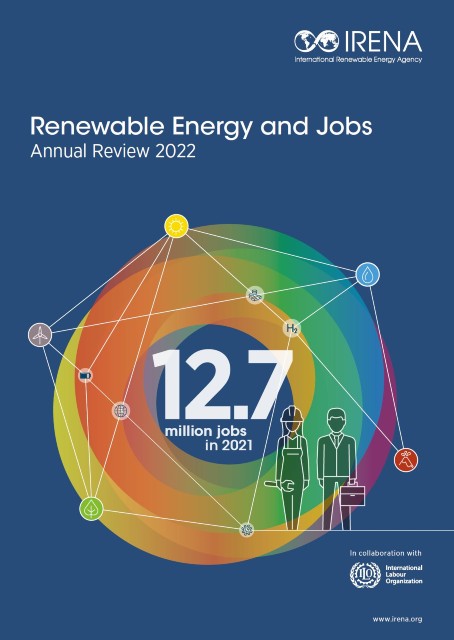 IRENA
International Renewable Energy Agency
Renewable Energy and Jobs
Annual Review 2022
H₂
12.7
million jobs
in 2021
In collaboration with
International
Labour
Organization
www.irena.org